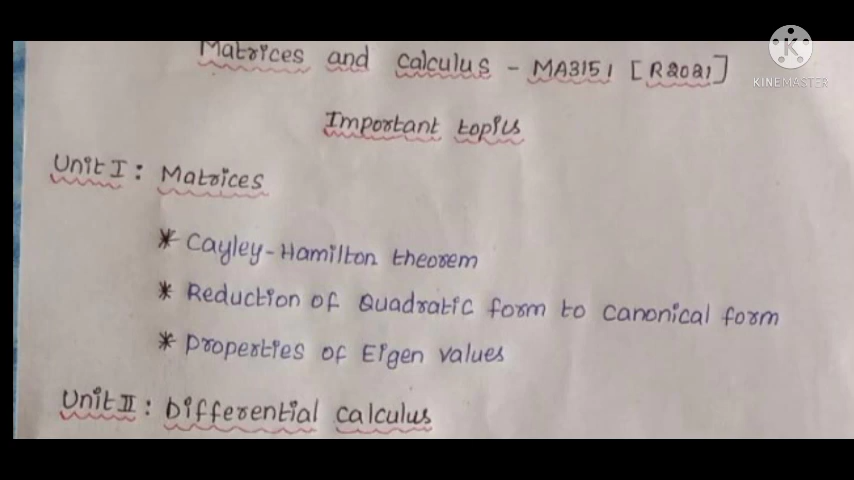 Matrices and calculus - MA3151 [R2021]
KINEMASTER
Important topics
Unit I : Matrices
* Cayley-Hamilton theorem
* Reduction of Quadratic form to canonical form
* Properties of Eigen values
Unit II : Differential calculus